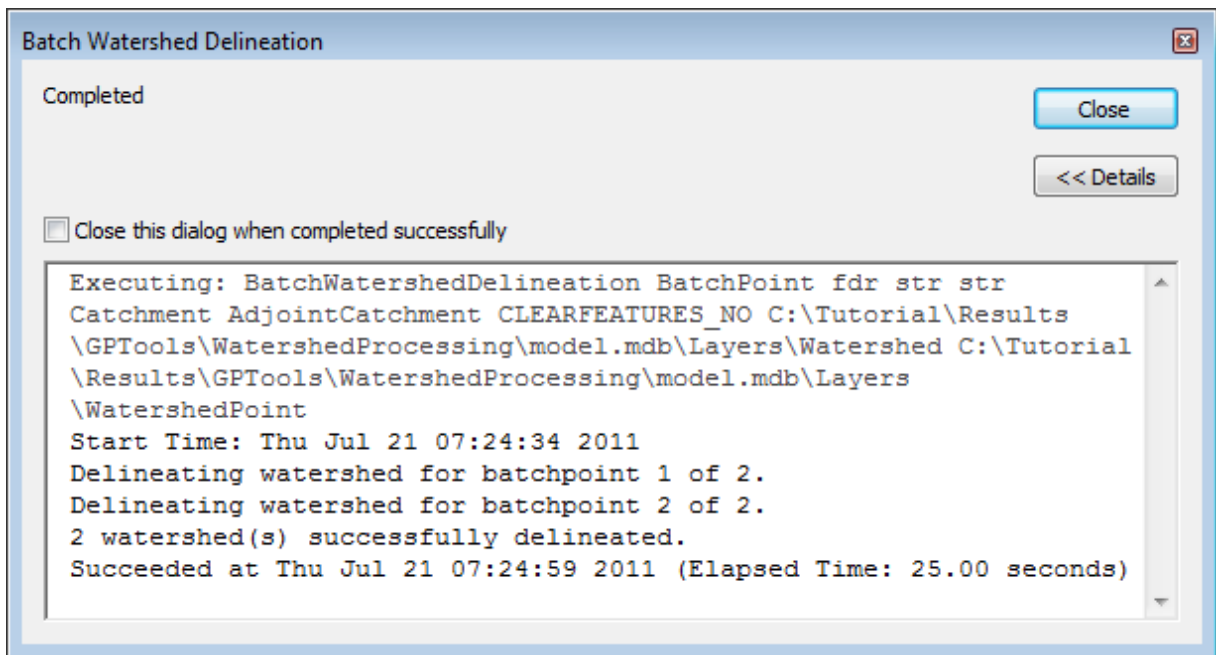 Batch Watershed Delineation
Completed
Close
<< Details
Close this dialog when completed successfully
Executing: BatchWatershedDelineation BatchPoint fdr str str
Catchment AdjointCatchment CLEARFEATURES_NO C:\Tutorial\Results
\GPTools\WatershedProcessing\model.mdb\Layers\Watershed C:\Tutorial
\Results\GPTools\WatershedProcessing\model.mdb\Layers
\WatershedPoint
Start Time: Thu Jul 21 07:24:34 2011
Delineating watershed for batchpoint 1 of 2.
Delineating watershed for batchpoint 2 of 2.
2 watershed(s) successfully delineated.
Succeeded at Thu Jul 21 07:24:59 2011 (Elapsed Time: 25.00 seconds)